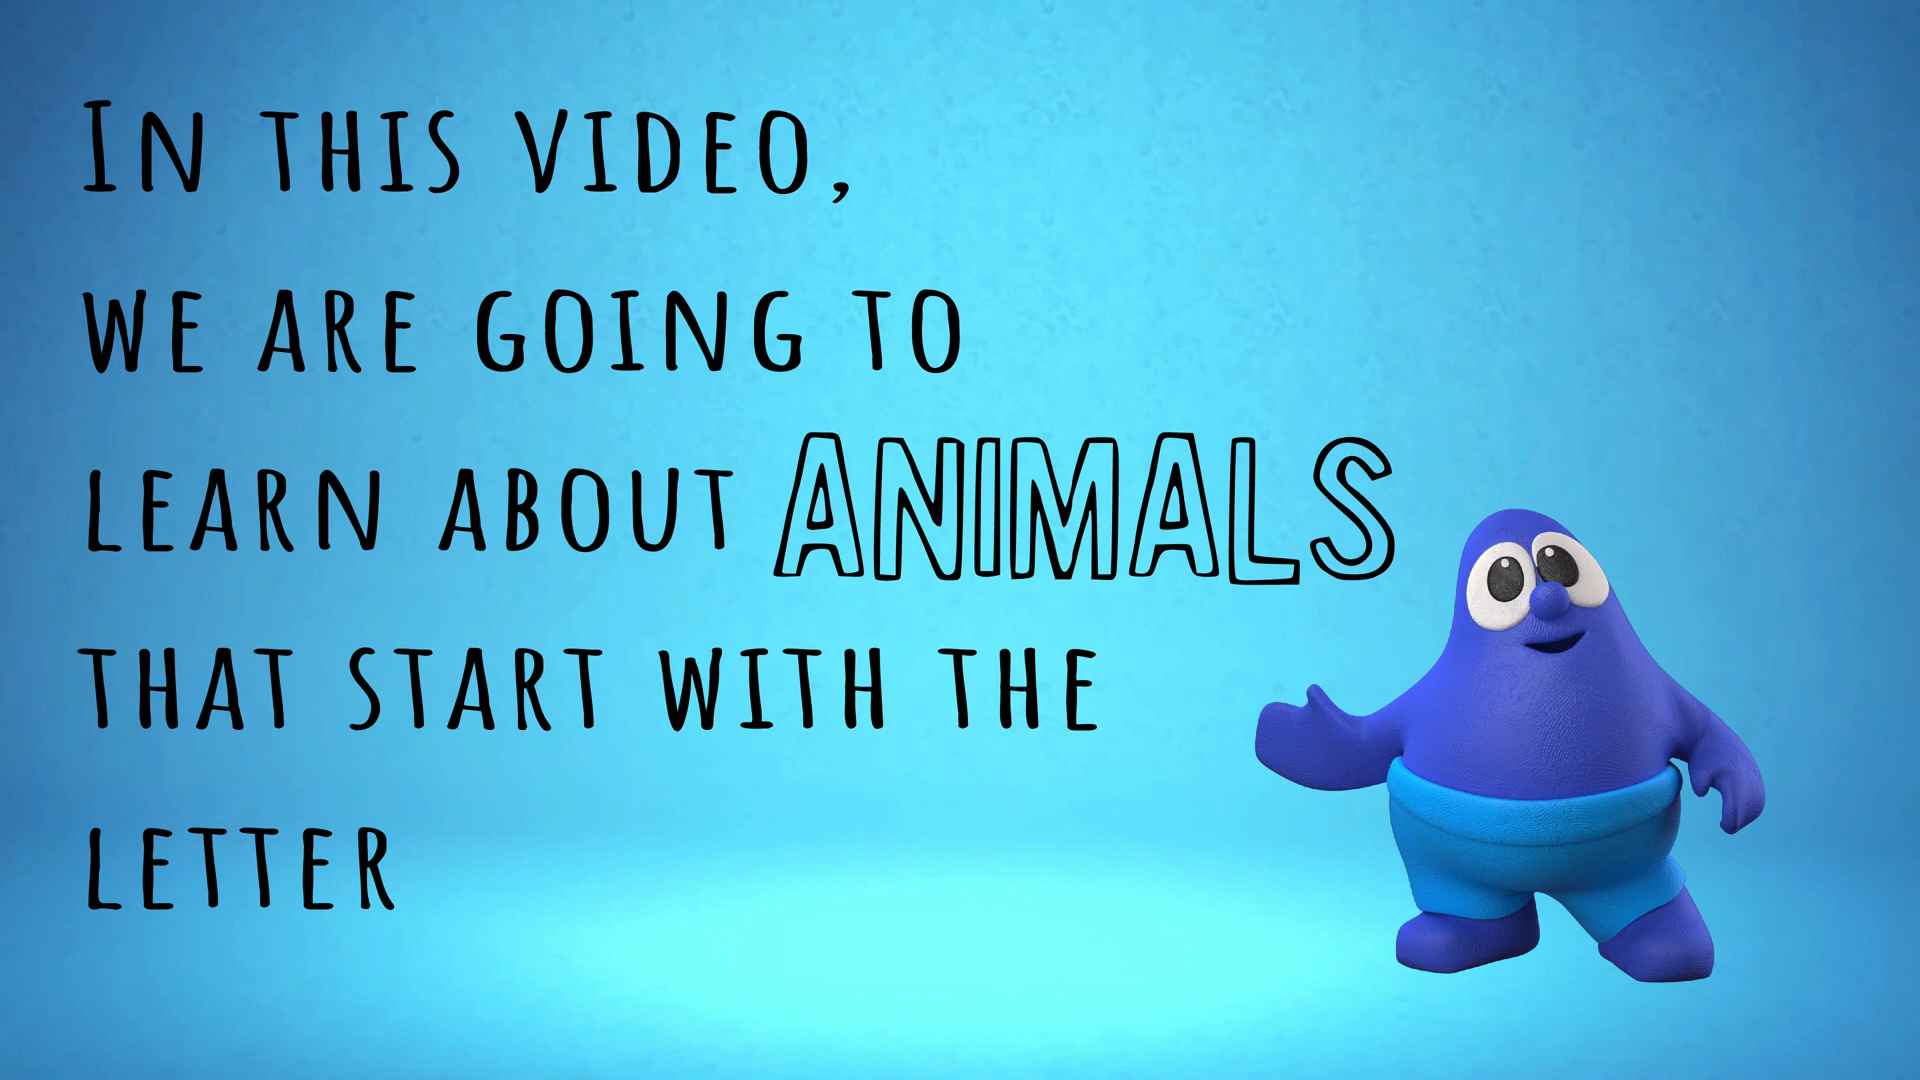 In this video,
we are going to
learn about ANIMALS
that start with the
letter